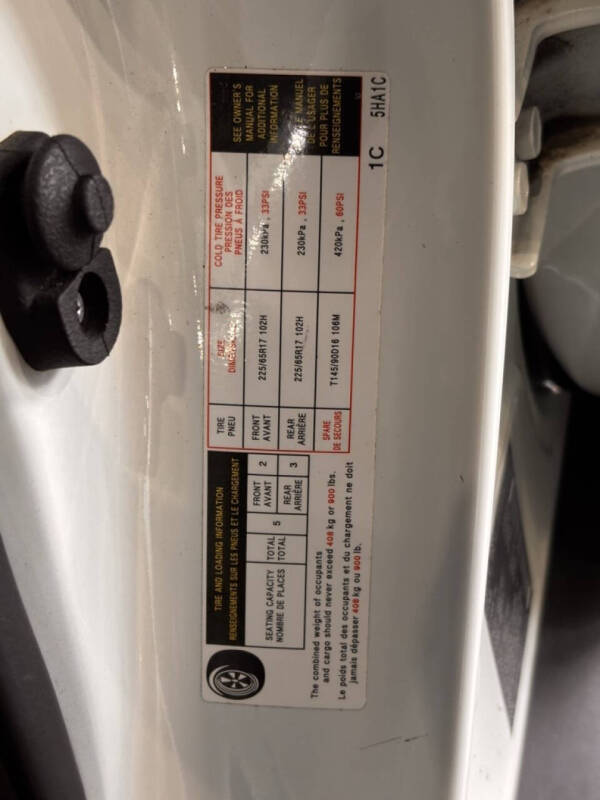 TIRE AND LOADING INFORMATION
RENSEIGNEMENTS SUR LES PNEUS ET LE CHARGEMENT
SEATING CAPACITY
NOMBRE DE PLACES
TOTAL
TOTAL
5
FRONT
AVANT
2
REAR
ARRIÈRE
3
The combined weight of occupants
and cargo should never exceed 408 kg or 900 lbs.
Le poids total des occupants et du chargement ne doit
jamais dépasser 408 kg ou 900 lb.
TIRE
PNEU
SIZE
COLD TIRE PRESSURE
PRESSION DES
PNEUS À FROID
FRONT
AVANT
225/65R17 102H
230kPa, 33PSI
REAR
ARRIÈRE
225/65R17 102H
230kPa, 33PSI
SPARE
DE SECOURS
T145/90D16 106M
420kPa, 60PSI
SEE OWNER'S
MANUAL FOR
ADDITIONAL
INFORMATION
LE MANUEL
DE L'USAGER
POUR PLUS DE
RENSEIGNEMENTS
1C 5HA1C